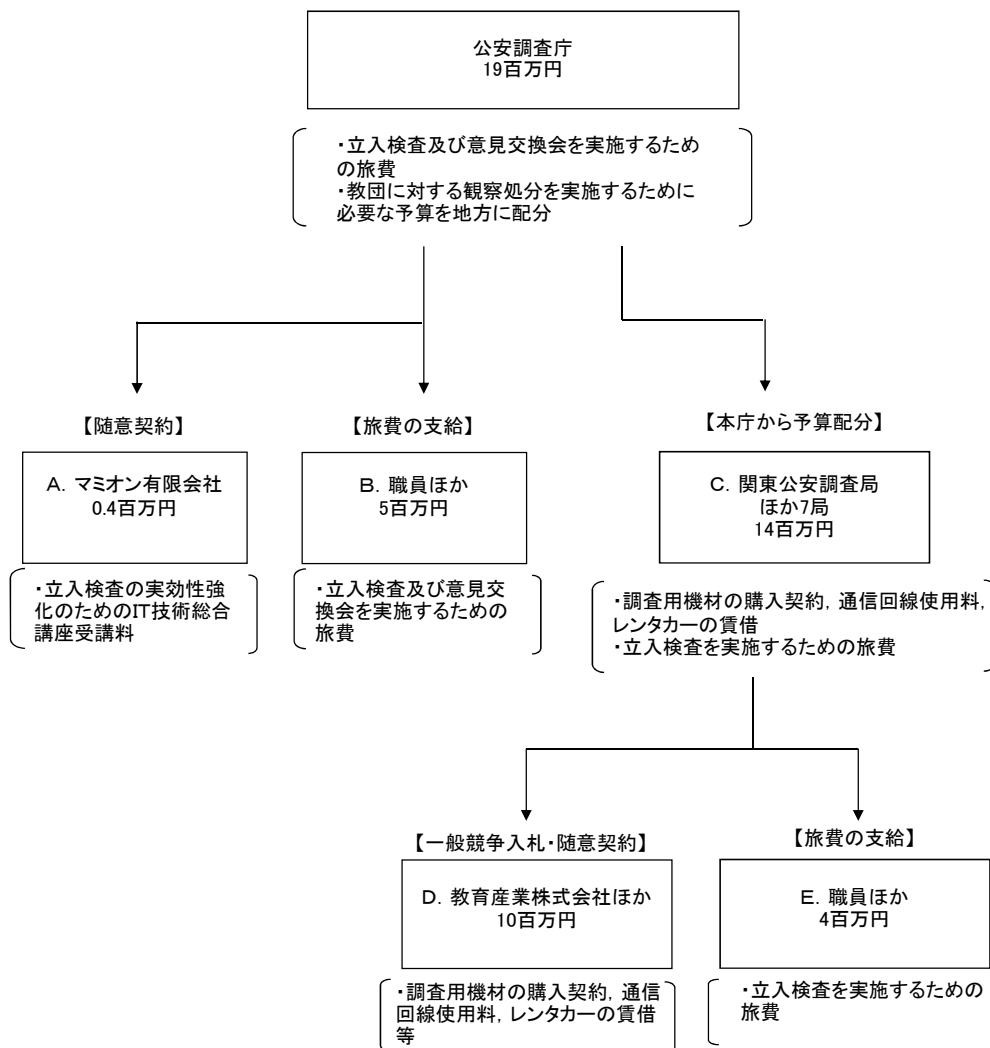 公安調査庁
19百万円
・立入検査及び意見交換会を実施するため
の旅費
・教団に対する観察処分を実施するために
必要な予算を地方に配分
【随意契約】
【旅費の支給】
【本庁から予算配分】
A. マミオン有限会社
0.4百万円
B. 職員ほか
5百万円
C. 関東公安調査局
ほか7局
14百万円
・立入検査の実効性強
化のためのIT技術総合
講座受講料
・立入検査及び意見交
換会を実施するための
旅費
・調査用機材の購入契約, 通信回線使用料,
レンタカーの賃借
・立入検査を実施するための旅費
【一般競争入札・随意契約】
【旅費の支給】
D. 教育産業株式会社ほか
10百万円
E. 職員ほか
4百万円
・調査用機材の購入契約, 通信
回線使用料, レンタカーの賃借
等
・立入検査を実施するための
旅費